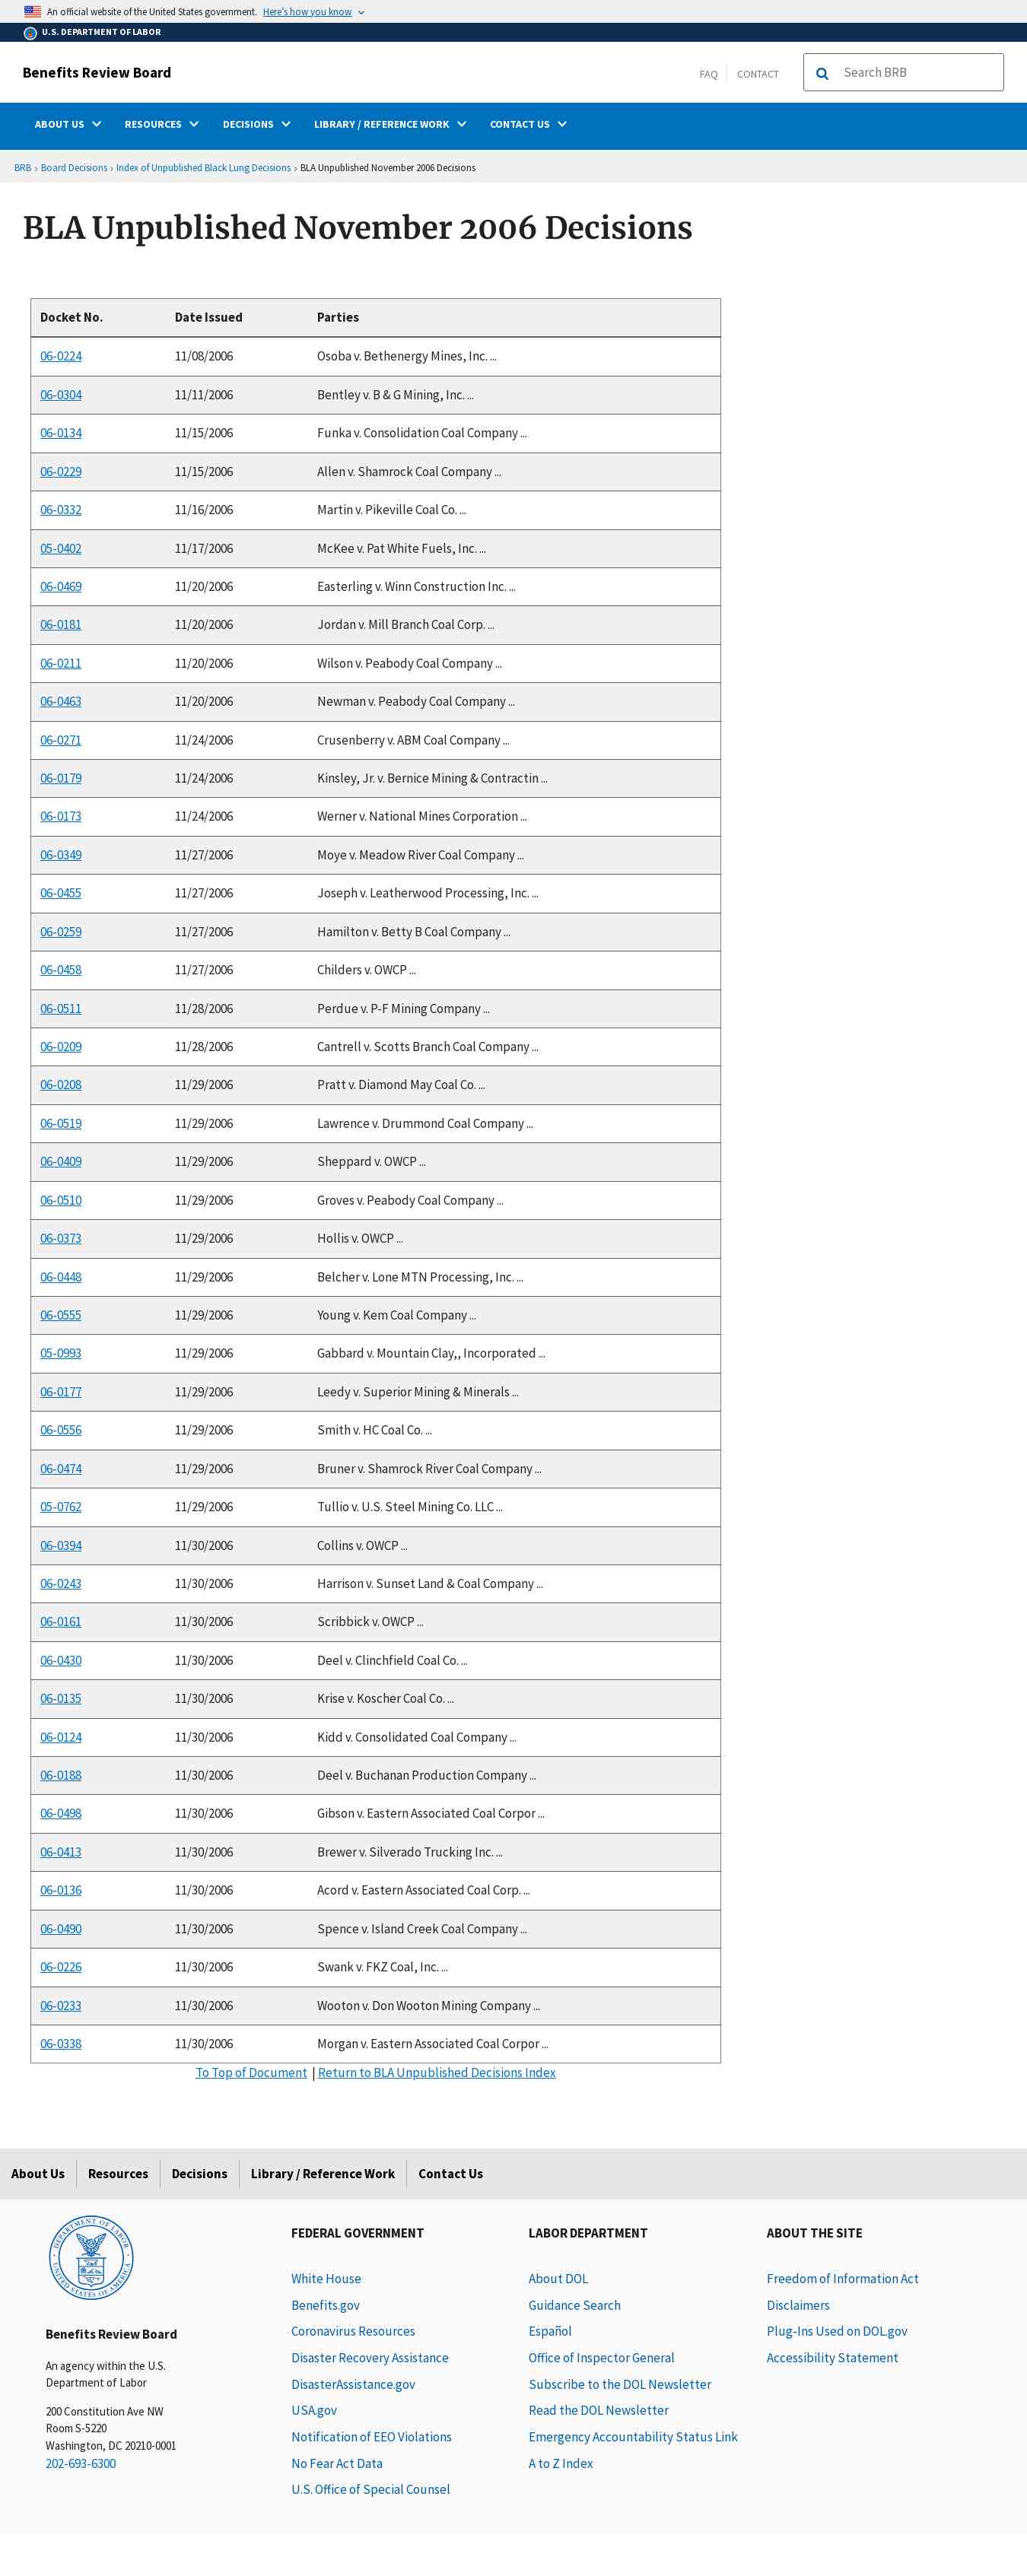 An official website of the United States government. Here's how you know
U.S. DEPARTMENT OF LABOR
Benefits Review Board
FAQ
CONTACT
Search BRB
ABOUT US
RESOURCES
DECISIONS
LIBRARY / REFERENCE WORK
CONTACT US
BRB › Board Decisions › Index of Unpublished Black Lung Decisions › BLA Unpublished November 2006 Decisions
BLA Unpublished November 2006 Decisions
Docket No. Date Issued Parties
06-0224 11/08/2006 Osoba v. Bethenergy Mines, Inc. ...
06-0304 11/11/2006 Bentley v. B & G Mining, Inc. ...
06-0134 11/15/2006 Funka v. Consolidation Coal Company ...
06-0229 11/15/2006 Allen v. Shamrock Coal Company ...
06-0332 11/16/2006 Martin v. Pikeville Coal Co. ...
05-0402 11/17/2006 McKee v. Pat White Fuels, Inc. ...
06-0469 11/20/2006 Easterling v. Winn Construction Inc. ...
06-0181 11/20/2006 Jordan v. Mill Branch Coal Corp. ...
06-0211 11/20/2006 Wilson v. Peabody Coal Company ...
06-0463 11/20/2006 Newman v. Peabody Coal Company ...
06-0271 11/24/2006 Crusenberry v. ABM Coal Company ...
06-0179 11/24/2006 Kinsley, Jr. v. Bernice Mining & Contractin ...
06-0173 11/24/2006 Werner v. National Mines Corporation ...
06-0349 11/27/2006 Moye v. Meadow River Coal Company ...
06-0455 11/27/2006 Joseph v. Leatherwood Processing, Inc. ...
06-0259 11/27/2006 Hamilton v. Betty B Coal Company ...
06-0458 11/27/2006 Childers v. OWCP ...
06-0511 11/28/2006 Perdue v. P-F Mining Company ...
06-0209 11/28/2006 Cantrell v. Scotts Branch Coal Company ...
06-0208 11/29/2006 Pratt v. Diamond May Coal Co. ...
06-0519 11/29/2006 Lawrence v. Drummond Coal Company ...
06-0409 11/29/2006 Sheppard v. OWCP ...
06-0510 11/29/2006 Groves v. Peabody Coal Company ...
06-0373 11/29/2006 Hollis v. OWCP ...
06-0448 11/29/2006 Belcher v. Lone MTN Processing, Inc. ...
06-0555 11/29/2006 Young v. Kem Coal Company ...
05-0993 11/29/2006 Gabbard v. Mountain Clay,, Incorporated ...
06-0177 11/29/2006 Leedy v. Superior Mining & Minerals ...
06-0556 11/29/2006 Smith v. HC Coal Co. ...
06-0474 11/29/2006 Bruner v. Shamrock River Coal Company ...
05-0762 11/29/2006 Tullio v. U.S. Steel Mining Co. LLC ...
06-0394 11/30/2006 Collins v. OWCP ...
06-0243 11/30/2006 Harrison v. Sunset Land & Coal Company ...
06-0161 11/30/2006 Scribbick v. OWCP ...
06-0430 11/30/2006 Deel v. Clinchfield Coal Co. ...
06-0135 11/30/2006 Krise v. Koscher Coal Co. ...
06-0124 11/30/2006 Kidd v. Consolidated Coal Company ...
06-0188 11/30/2006 Deel v. Buchanan Production Company ...
06-0498 11/30/2006 Gibson v. Eastern Associated Coal Corpor ...
06-0413 11/30/2006 Brewer v. Silverado Trucking Inc. ...
06-0136 11/30/2006 Acord v. Eastern Associated Coal Corp. ...
06-0490 11/30/2006 Spence v. Island Creek Coal Company ...
06-0226 11/30/2006 Swank v. FKZ Coal, Inc. ...
06-0233 11/30/2006 Wooton v. Don Wooton Mining Company ...
06-0338 11/30/2006 Morgan v. Eastern Associated Coal Corpor ...
To Top of Document | Return to BLA Unpublished Decisions Index
About Us
Resources
Decisions
Library / Reference Work
Contact Us
DEPARTMENT OF LABOR
UNITED STATES OF AMERICA
Benefits Review Board
An agency within the U.S.
Department of Labor
200 Constitution Ave NW
Room S-5220
Washington, DC 20210-0001
202-693-6300
FEDERAL GOVERNMENT
White House
Benefits.gov
Coronavirus Resources
Disaster Recovery Assistance
DisasterAssistance.gov
USA.gov
Notification of EEO Violations
No Fear Act Data
U.S. Office of Special Counsel
LABOR DEPARTMENT
About DOL
Guidance Search
Español
Office of Inspector General
Subscribe to the DOL Newsletter
Read the DOL Newsletter
Emergency Accountability Status Link
A to Z Index
ABOUT THE SITE
Freedom of Information Act
Disclaimers
Plug-Ins Used on DOL.gov
Accessibility Statement